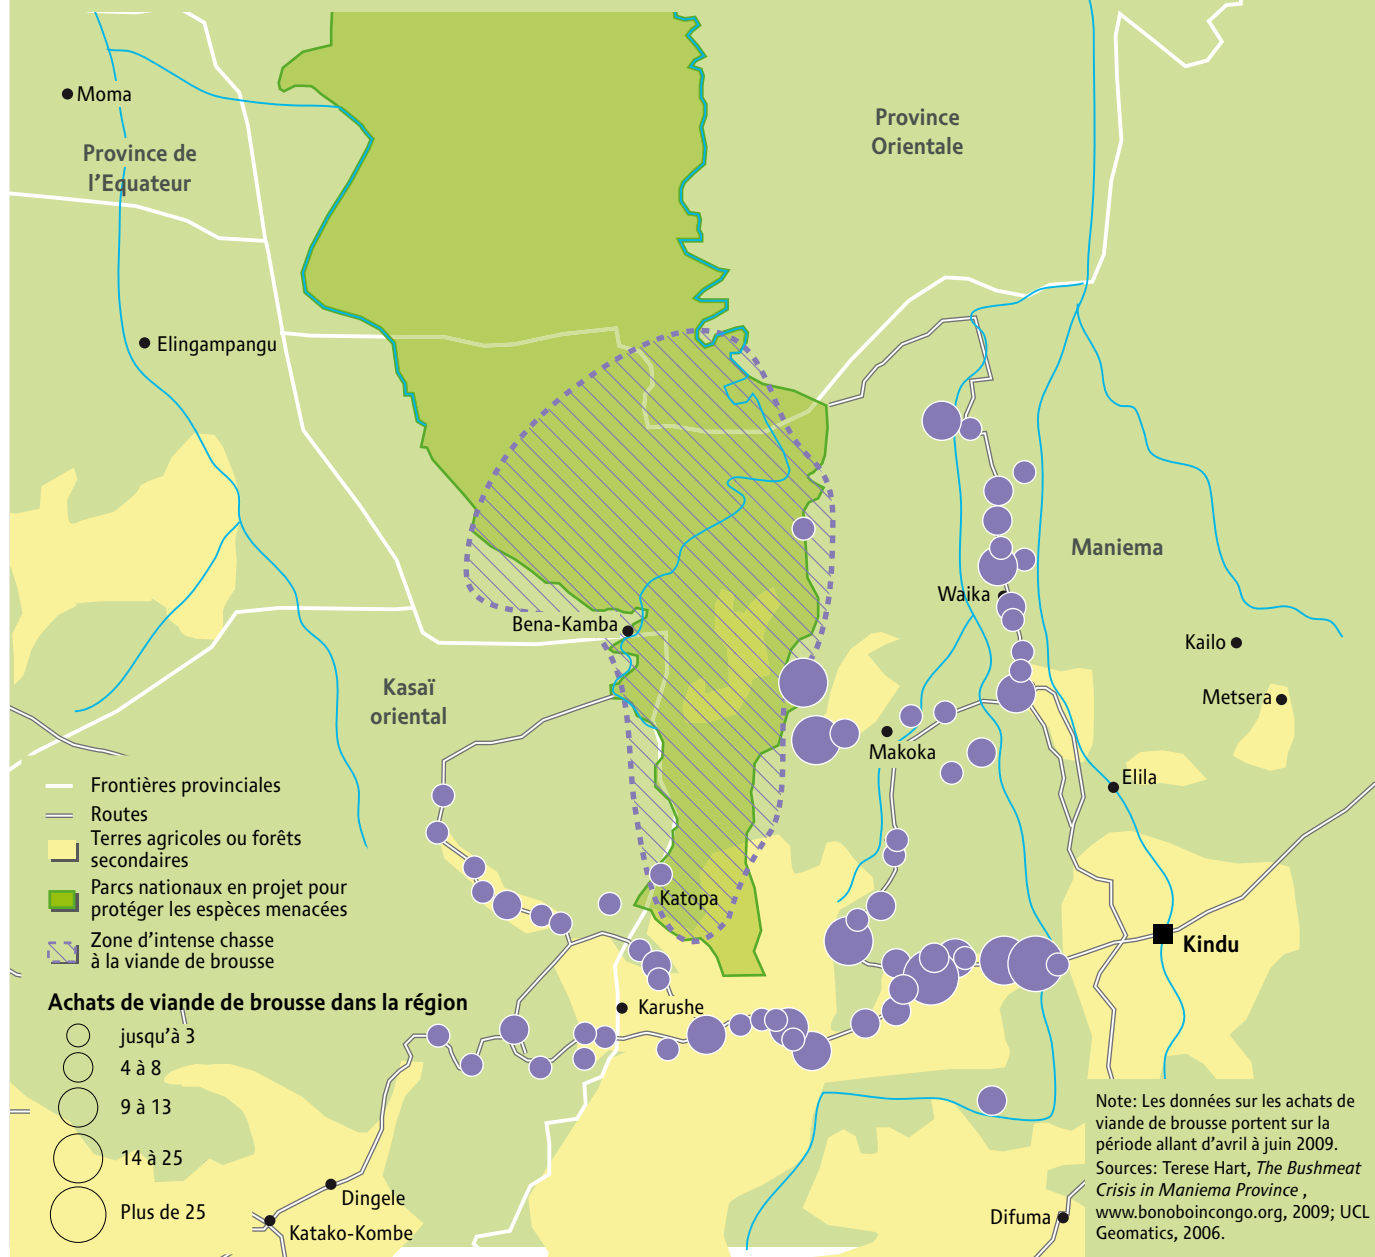 Moma
Province de
l'Equateur
Province
Orientale
Elingampangu
Maniema
Waika
Bena-Kamba
Kailo
Kasaï
oriental
Metsera
Makoka
Elila
Frontières provinciales
Routes
Terres agricoles ou forêts
secondaires
Parcs nationaux en projet pour
protéger les espèces menacées
Zone d'intense chasse
à la viande de brousse
Katopa
Kindu
Achats de viande de brousse dans la région
jusqu'à 3
4 à 8
9 à 13
14 à 25
Plus de 25
Karushe
Dingele
Katako-Kombe
Difuma
Note: Les données sur les achats de
viande de brousse portent sur la
période allant d'avril à juin 2009.
Sources: Terese Hart, The Bushmeat
Crisis in Maniema Province ,
www.bonoboincongo.org, 2009; UCL
Geomatics, 2006.